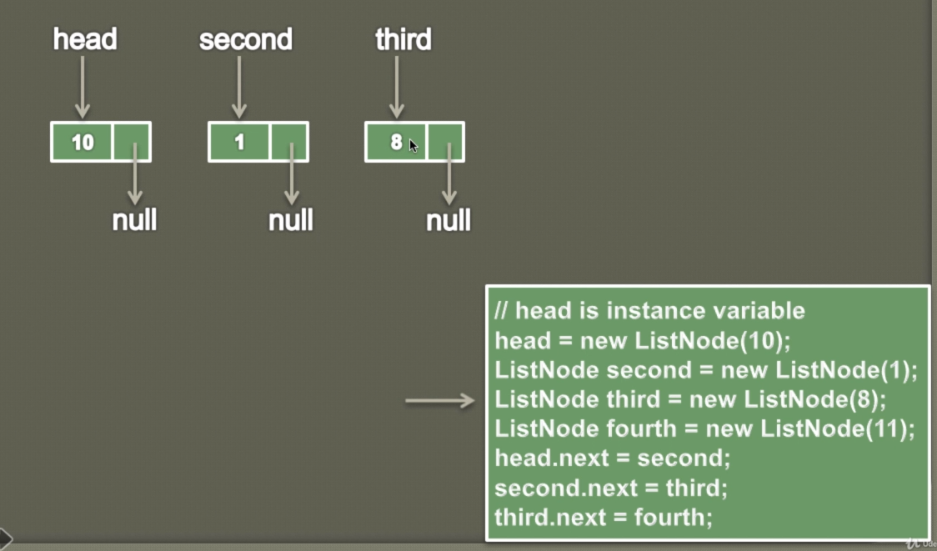 head second third
10 1 8
null null null
// head is instance variable
head = new ListNode(10);
ListNode second = new ListNode(1);
ListNode third = new ListNode(8);
ListNode fourth = new ListNode(11);
head.next = second;
second.next = third;
third.next = fourth;